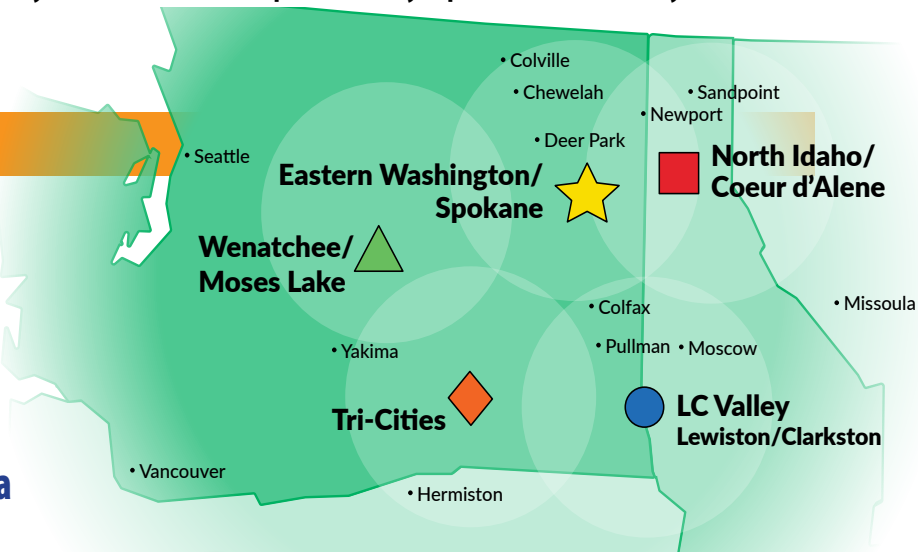 Colville
Chewelah
Sandpoint
Newport
Deer Park
Seattle
North Idaho/
Coeur d'Alene
Eastern Washington/
Spokane
Wenatchee/
Moses Lake
Missoula
Colfax
Pullman
Moscow
Yakima
Tri-Cities
LC Valley
Lewiston/Clarkston
Vancouver
Hermiston
a